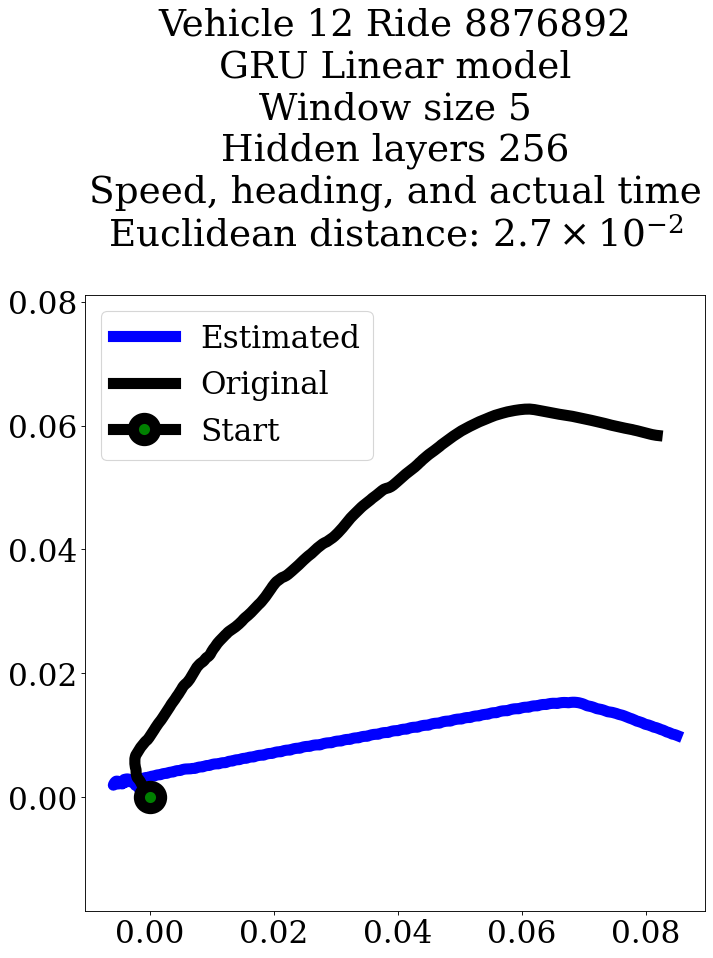 Vehicle 12 Ride 8876892
GRU Linear model
Window size 5
Hidden layers 256
Speed, heading, and actual time
Euclidean distance: 2.7 × 10⁻²
0.08
0.06
0.04
0.02
0.00
Estimated
Original
Start
0.00 0.02 0.04 0.06 0.08